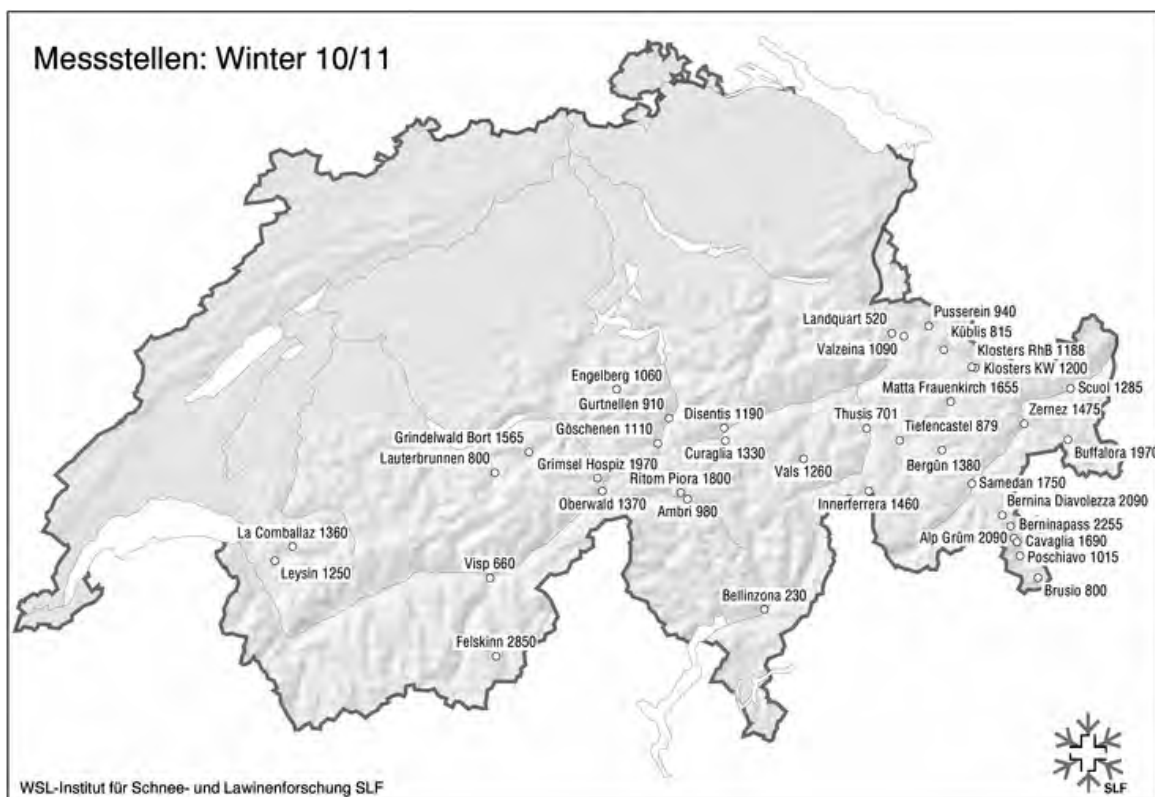 Messstellen: Winter 10/11
Pusserein 940
Landquart 520
Küblis 815
Valzeina 1090
Klosters RhB 1188
Klosters KW 1200
Engelberg 1060
Matta Frauenkirch 1655
Scuol 1285
Gurtnellen 910
Disentis 1190
Thusis 701
Zernez 1475
Göschenen 1110
Tiefencastel 879
Grindelwald Bort 1565
Curaglia 1330
Buffalora 1970
Lauterbrunnen 800
Grimsel Hospiz 1970
Vals 1260
Bergün 1380
Ritom Piora 1800
Samedan 1750
Oberwald 1370
Ambri 980
Innerferrera 1460
Bernina Diavolezza 2090
Berninapass 2255
La Comballaz 1360
Alp Grüm 2090
Cavaglia 1690
Poschiavo 1015
Leysin 1250
Visp 660
Brusio 800
Bellinzona 230
Felskinn 2850
WSL-Institut für Schnee- und Lawinenforschung SLF
SLF